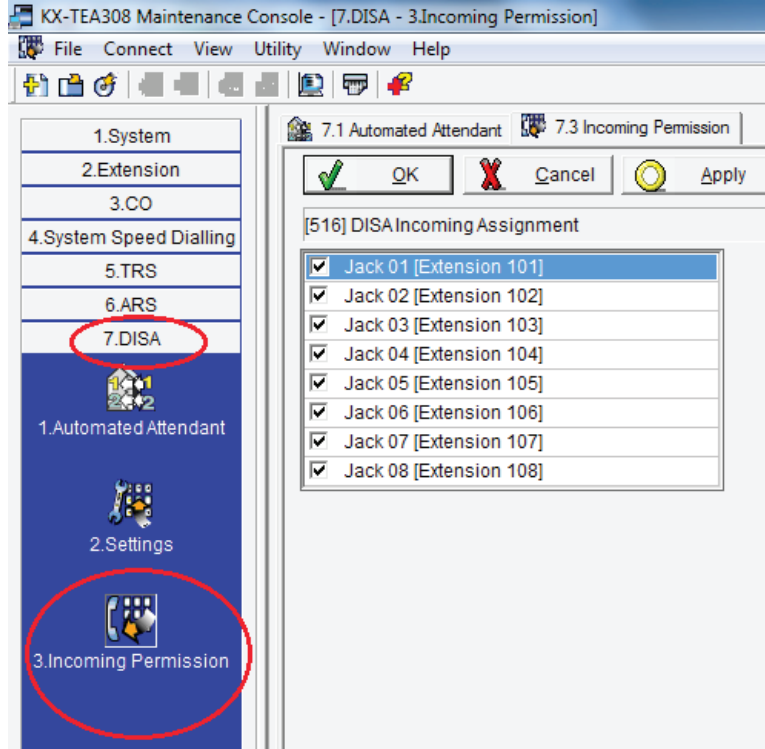 KX-TEA308 Maintenance Console - [7.DISA - 3.Incoming Permission]
File Connect View Utility Window Help
1.System
2.Extension
3.CO
4.System Speed Dialling
5.TRS
6.ARS
7.DISA
1.Automated Attendant
2.Settings
3.Incoming Permission
7.1 Automated Attendant 7.3 Incoming Permission
OK Cancel Apply
[516] DISA Incoming Assignment
Jack 01 [Extension 101]
Jack 02 [Extension 102]
Jack 03 [Extension 103]
Jack 04 [Extension 104]
Jack 05 [Extension 105]
Jack 06 [Extension 106]
Jack 07 [Extension 107]
Jack 08 [Extension 108]